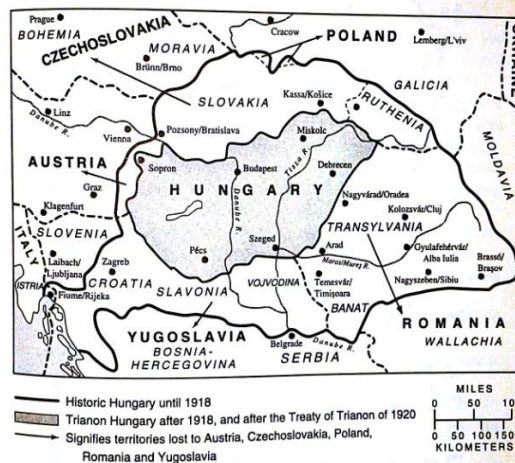 Prague
BOHEMIA
CZECHOSLOVAKIA
MORAVIA
Brünn/Brno
Cracow
POLAND
Lemberg/L'viv
GALICIA
Linz
Danube R.
SLOVAKIA
Kassa/Košice
RUTHENIA
Vienna
Pozsony/Bratislava
Miskolc
MOLDAVIA
AUSTRIA
Sopron
Budapest
Tisza R.
Debrecen
HUNGARY
Graz
Danube R.
Nagyvárad/Oradea
Klagenfurt
Kolozsvár/Cluj
TRANSYLVANIA
SLOVENIA
ITALY
Pécs
Szeged
Arad
Gyulafehérvár/
Alba Iulia
Brassó/
Braşov
Laibach/
Ljubljana
Zagreb
Maros/Mureş R.
ISTRIA
CROATIA
SLAVONIA
VOJVODINA
Temesvár/
Timişoara
Nagyszeben/Sibiu
Fiume/Rijeka
BANAT
YUGOSLAVIA
ROMANIA
BOSNIA-
HERCEGOVINA
Belgrade
Danube R.
WALLACHIA
SERBIA
Historic Hungary until 1918
Trianon Hungary after 1918, and after the Treaty of Trianon of 1920
Signifies territories lost to Austria, Czechoslovakia, Poland,
Romania and Yugoslavia
MILES
0 50 10
0 50 100 150
KILOMETERS